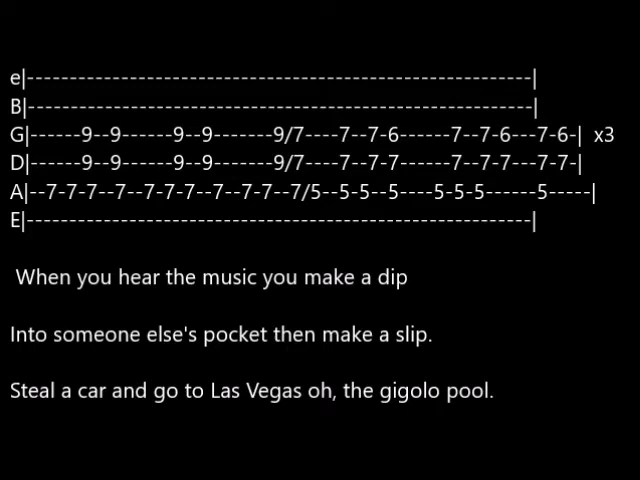 e|------------------------------------------------------------|
B|------------------------------------------------------------|
G|------9--9------9--9-------9/7----7--7-6------7--7-6---7-6-| x3
D|------9--9------9--9-------9/7----7--7-7------7--7-7---7-7-|
A|--7-7-7--7--7-7-7--7--7-7--7/5--5-5--5----5-5-5------5-----|
E|------------------------------------------------------------|
When you hear the music you make a dip
Into someone else's pocket then make a slip.
Steal a car and go to Las Vegas oh, the gigolo pool.